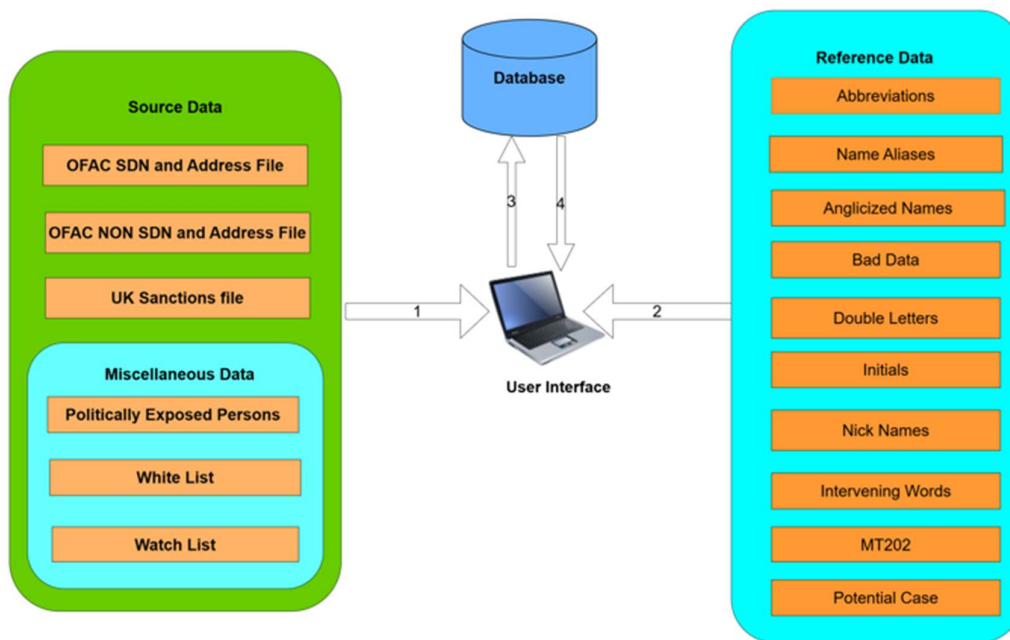 Source Data
OFAC SDN and Address File
OFAC NON SDN and Address File
UK Sanctions file
Miscellaneous Data
Politically Exposed Persons
White List
Watch List
Database
3
4
1
2
User Interface
Reference Data
Abbreviations
Name Aliases
Anglicized Names
Bad Data
Double Letters
Initials
Nick Names
Intervening Words
MT202
Potential Case